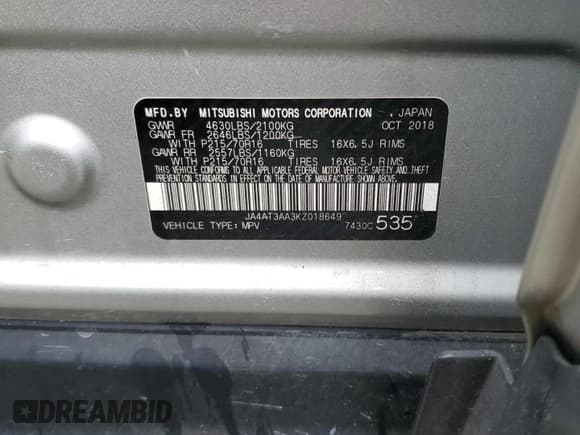 MFD.BY MITSUBISHI MOTORS CORPORATION -, JAPAN
GVWR 4630LBS/2100KG OCT 2018
GAWR FR 2646LBS/1200KG
WITH P215/70R16 TIRES 16X6.5J RIMS
GAWR RR 2557LBS/1160KG
WITH P215/70R16 TIRES 16X6.5J RIMS
THIS VEHICLE CONFORMS TO ALL APPLICABLE FEDERAL MOTOR VEHICLE SAFETY AND THEFT
PREVENTION STANDARDS IN EFFECT ON THE DATE OF MANUFACTURE SHOWN ABOVE.
JA4AT3AA3KZ018649
VEHICLE TYPE:MPV 7430C 535
DREAMBID